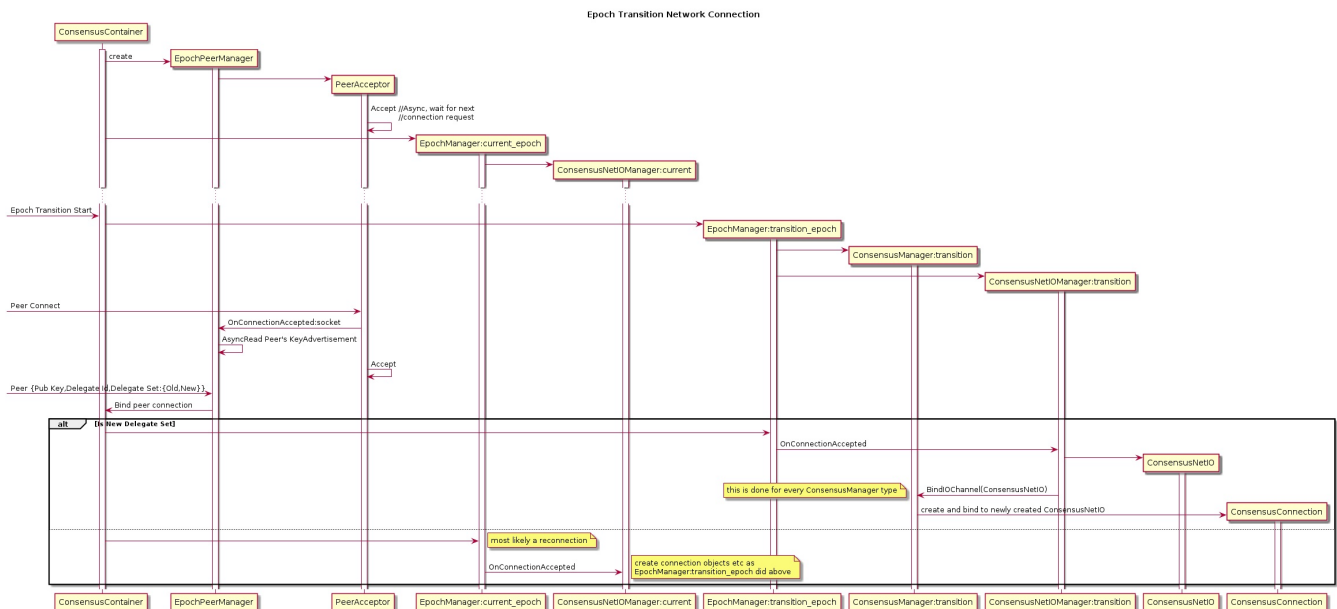 Epoch Transition Network Connection
ConsensusContainer
create
EpochPeerManager
PeerAcceptor
Accept //Async, wait for next
//connection request
EpochManager:current_epoch
ConsensusNetIOManager:current
Epoch Transition Start
EpochManager:transition_epoch
ConsensusManager:transition
ConsensusNetIOManager:transition
Peer Connect
OnConnectionAccepted:socket
AsyncRead Peer's KeyAdvertisement
Accept
Peer {Pub Key,Delegate Id,Delegate Set:{Old,New}}
Bind peer connection
alt [Is New Delegate Set]
OnConnectionAccepted
ConsensusNetIO
this is done for every ConsensusManager type
BindIOChannel(ConsensusNetIO)
create and bind to newly created ConsensusNetIO
ConsensusConnection
most likely a reconnection
OnConnectionAccepted
create connection objects etc as
EpochManager:transition_epoch did above
ConsensusContainer
EpochPeerManager
PeerAcceptor
EpochManager:current_epoch
ConsensusNetIOManager:current
EpochManager:transition_epoch
ConsensusManager:transition
ConsensusNetIOManager:transition
ConsensusNetIO
ConsensusConnection